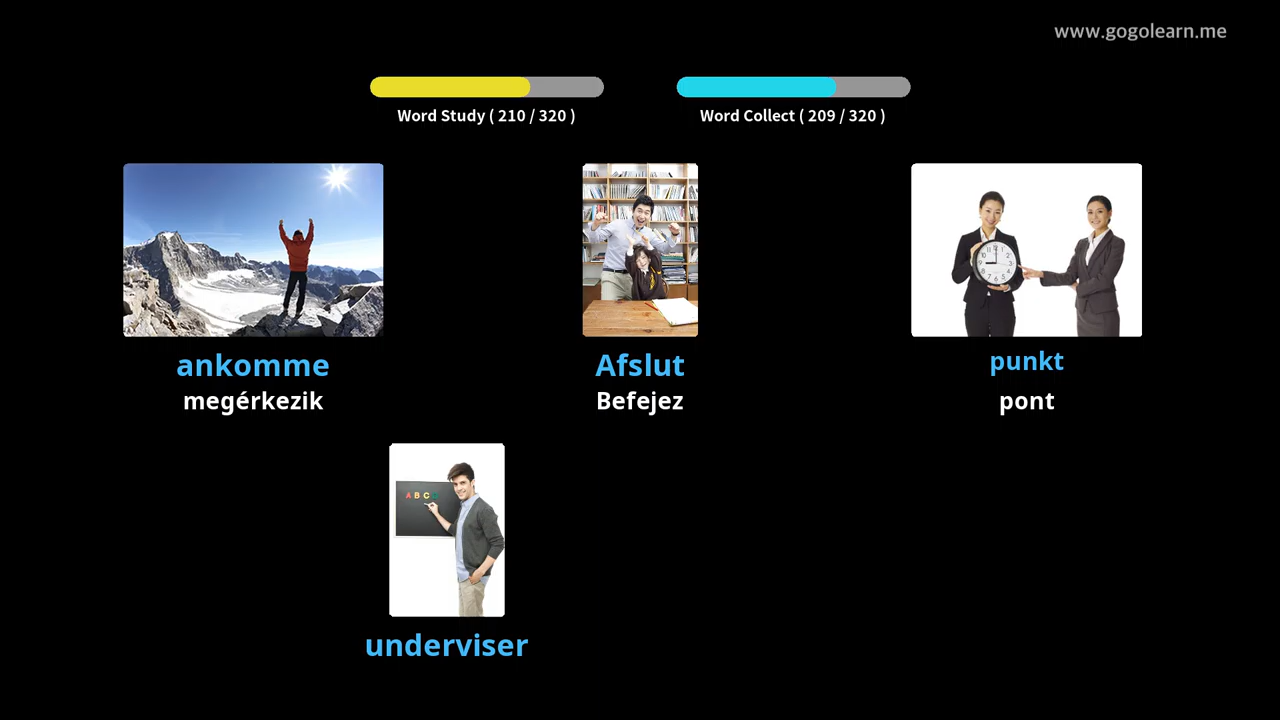 www.gogolearn.me
Word Study ( 210 / 320 )
Word Collect ( 209 / 320 )
ankomme
megérkezik
Afslut
Befejez
punkt
pont
A B C
underviser